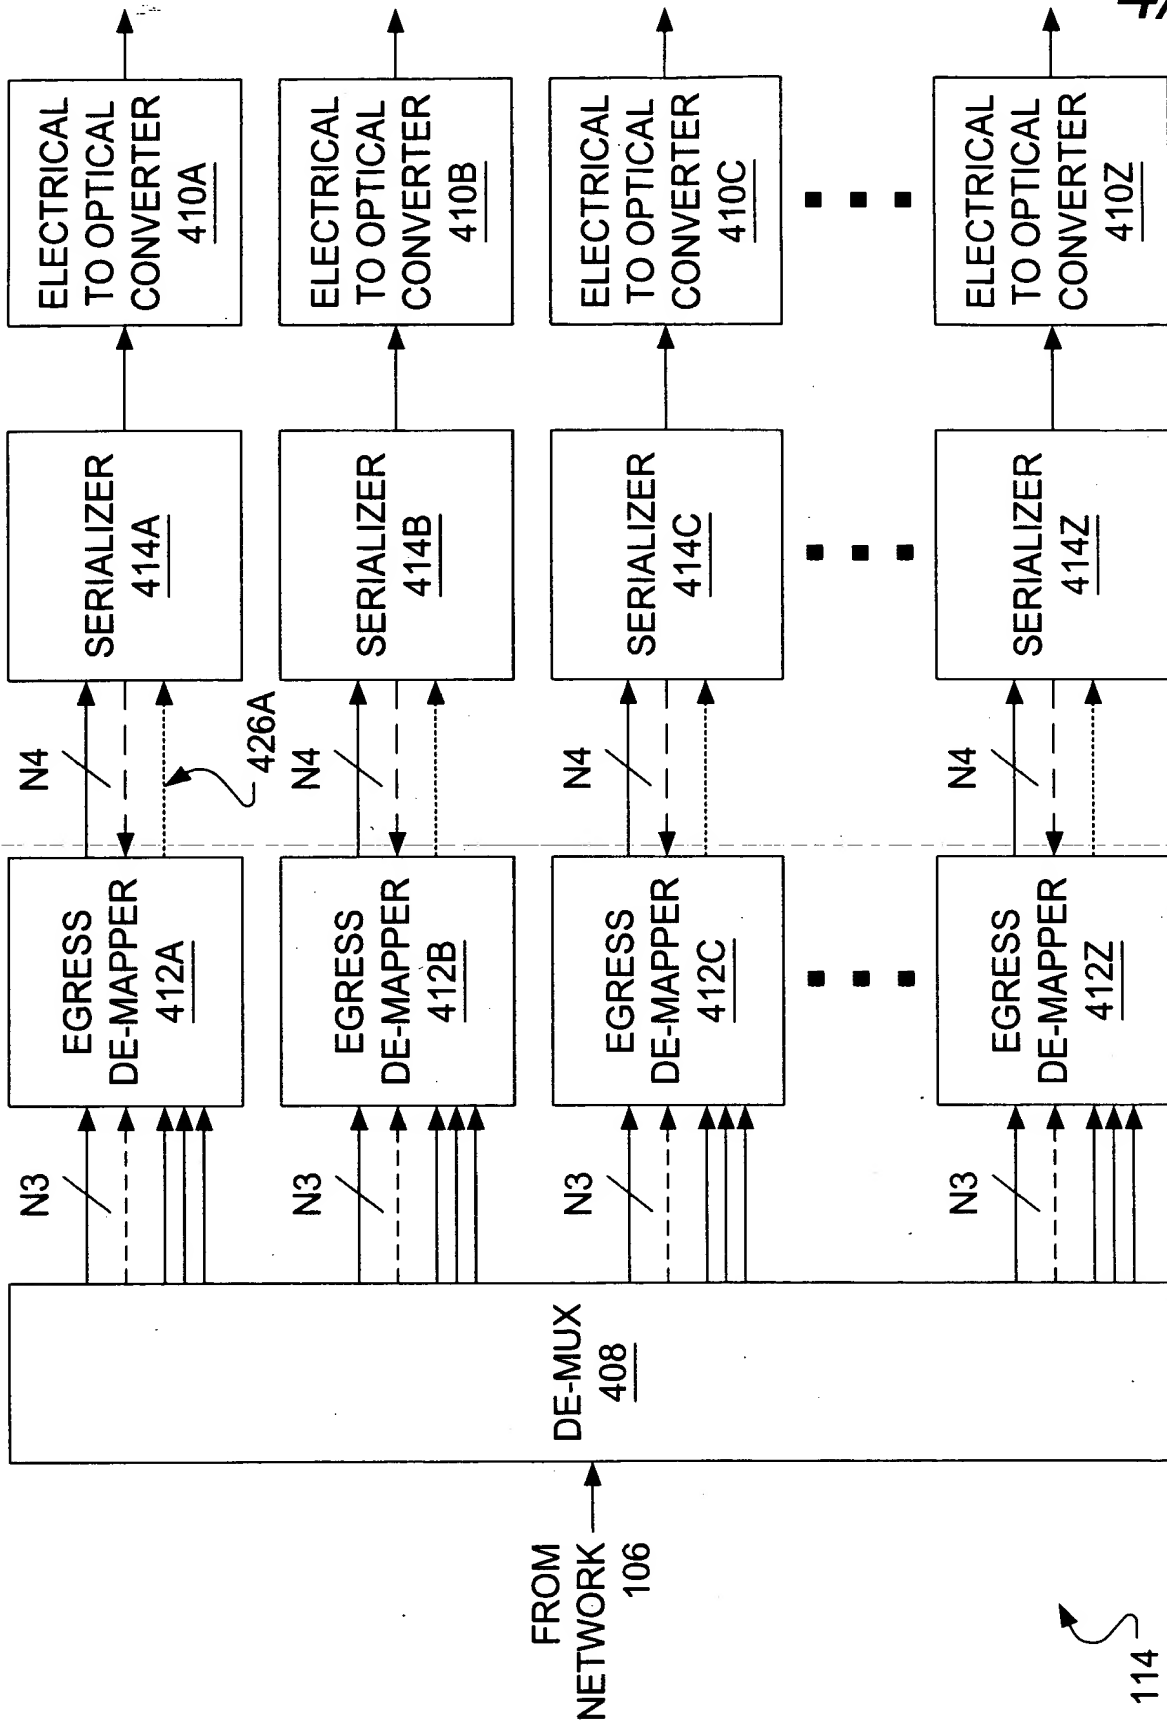 FROM
NETWORK
106
114
DE-MUX
408
N3
N3
N3
N3
EGRESS
DE-MAPPER
412A
EGRESS
DE-MAPPER
412B
EGRESS
DE-MAPPER
412C
EGRESS
DE-MAPPER
412Z
N4
426A
N4
N4
N4
SERIALIZER
414A
SERIALIZER
414B
SERIALIZER
414C
SERIALIZER
414Z
ELECTRICAL
TO OPTICAL
CONVERTER
410A
ELECTRICAL
TO OPTICAL
CONVERTER
410B
ELECTRICAL
TO OPTICAL
CONVERTER
410C
ELECTRICAL
TO OPTICAL
CONVERTER
410Z